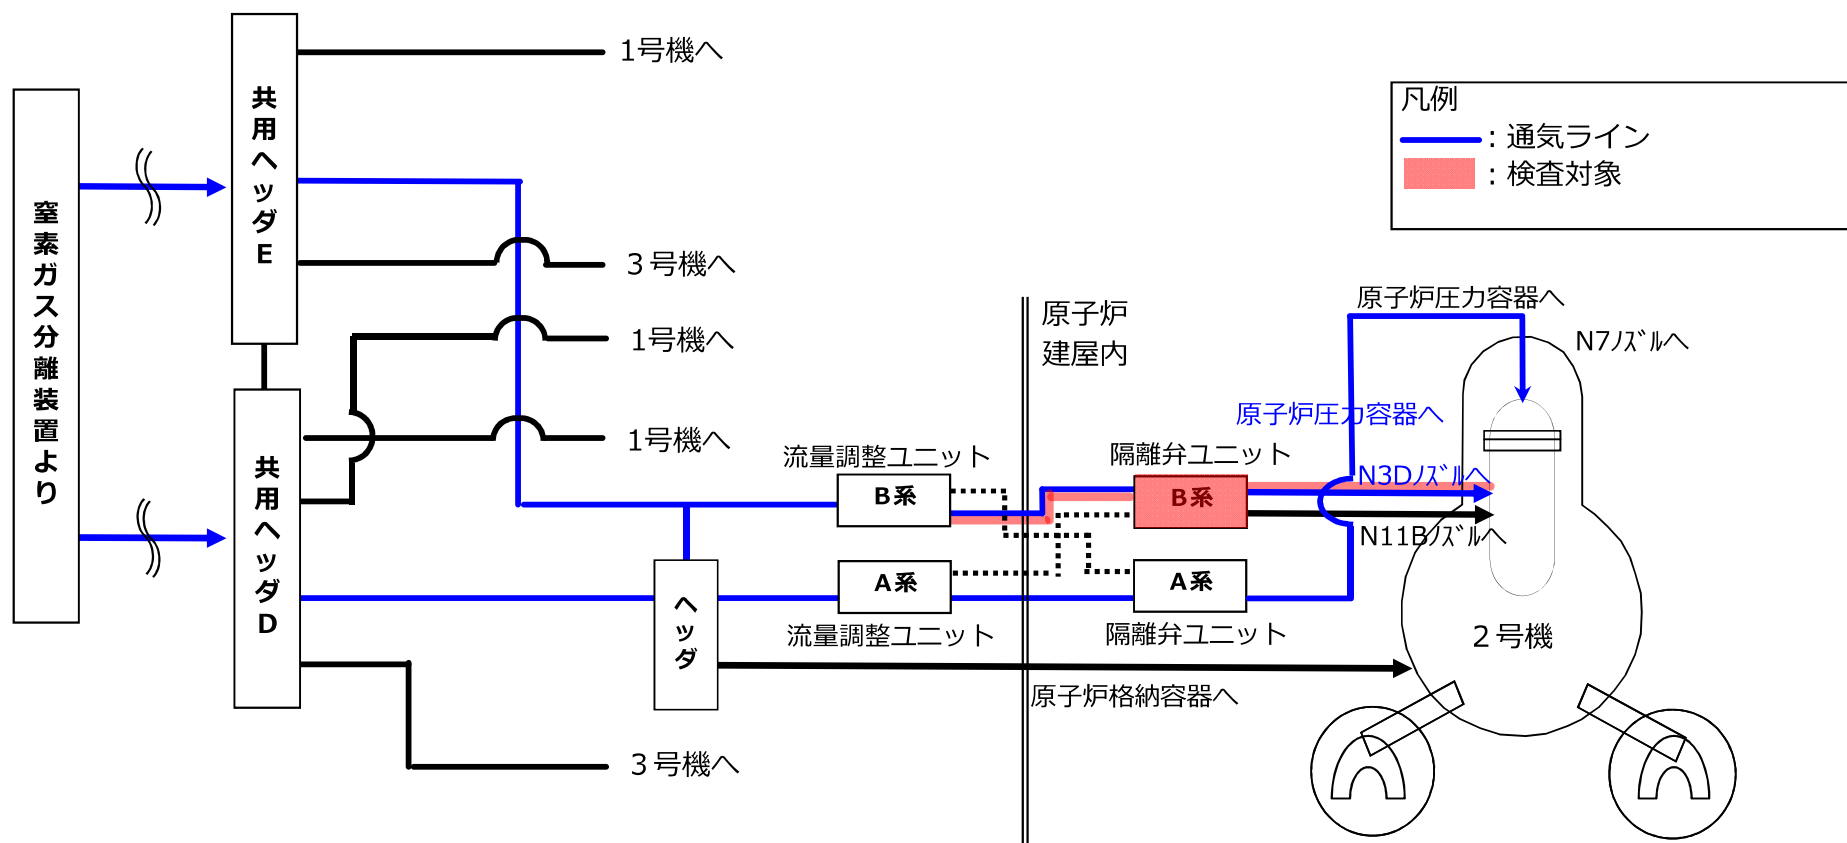 窒素ガス分離装置より
共用ヘッダE
共用ヘッダD
1号機へ
3号機へ
1号機へ
1号機へ
3号機へ
ヘッダ
流量調整ユニット
B系
A系
流量調整ユニット
原子炉
建屋内
隔離弁ユニット
B系
A系
隔離弁ユニット
原子炉格納容器へ
凡例
：通気ライン
：検査対象
原子炉圧力容器へ
N7ﾉｽﾞﾙへ
原子炉圧力容器へ
N3Dﾉｽﾞﾙへ
N11Bﾉｽﾞﾙへ
2号機